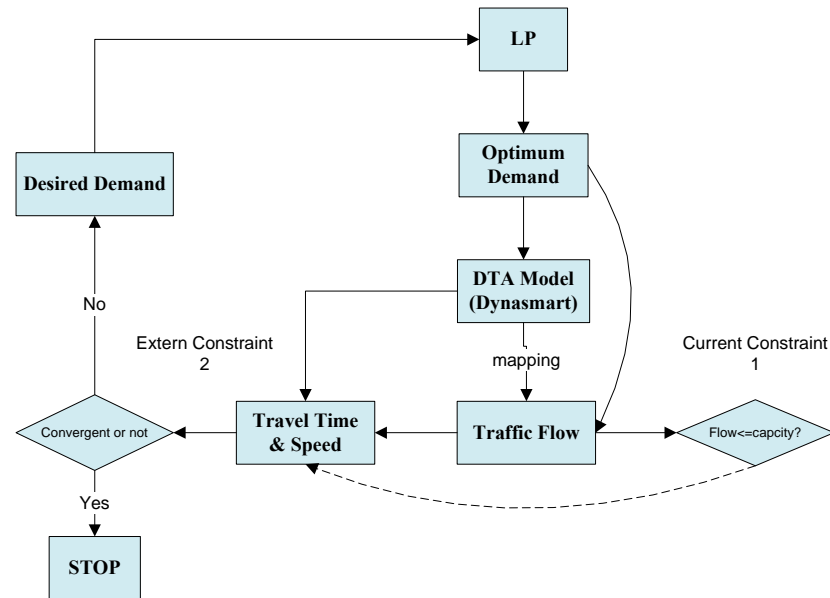 LP
Optimum
Demand
Desired Demand
DTA Model
(Dynasmart)
No
Extern Constraint
2
mapping
Current Constraint
1
Convergent or not
Travel Time
& Speed
Traffic Flow
Flow<=capcity?
Yes
STOP